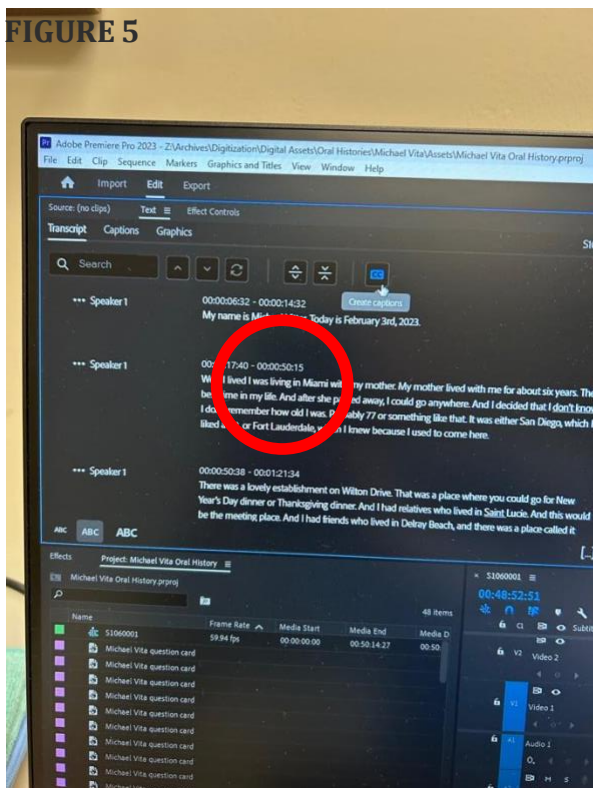 FIGURE 5
Pr Adobe Premiere Pro 2023 - Z:\Archives\Digitization\Digital Assets\Oral Histories\Michael Vita\Assets\Michael Vita Oral History.prproj
File Edit Clip Sequence Markers Graphics and Titles View Window Help
Import Edit Export
Source: (no clips) Text Effect Controls
Transcript Captions Graphics
Search
Create captions
Speaker 1 00:00:06:32 - 00:00:14:32
My name is Today is February 3rd, 2023.
Speaker 1 17:40 - 00:00:50:15
I lived I was living in Miami with my mother. My mother lived with me for about six years. The
time in my life. And after she away, I could go anywhere. And I decided that I don't know
I remember how old I was. 77 or something like that. It was either San Diego, which I
liked or Fort Lauderdale, I knew because I used to come here.
Speaker 1 00:00:50:38 - 00:01:21:34
There was a lovely establishment on Wilton Drive. That was a place where you could go for New
Year's Day dinner or Thanksgiving dinner. And I had relatives who lived in Saint Lucie. And this would
be the meeting place. And I had friends who lived in Delray Beach, and there was a place called it
ABC ABC ABC
[...]
Effects Project: Michael Vita Oral History
Michael Vita Oral History.prproj
48 items
Name Frame Rate Media Start Media End Media D
S1060001 59.94 fps 00:00:00:00 00:50:14:27 00:50:
Michael Vita question card
Michael Vita question card
Michael Vita question card
Michael Vita question card
Michael Vita question card
Michael Vita question card
Michael Vita question card
Michael Vita question card
Michael Vita question card
× S1060001
00:48:52:51
V2 Video 2
V1 Video 1
A1 Audio 1
M S